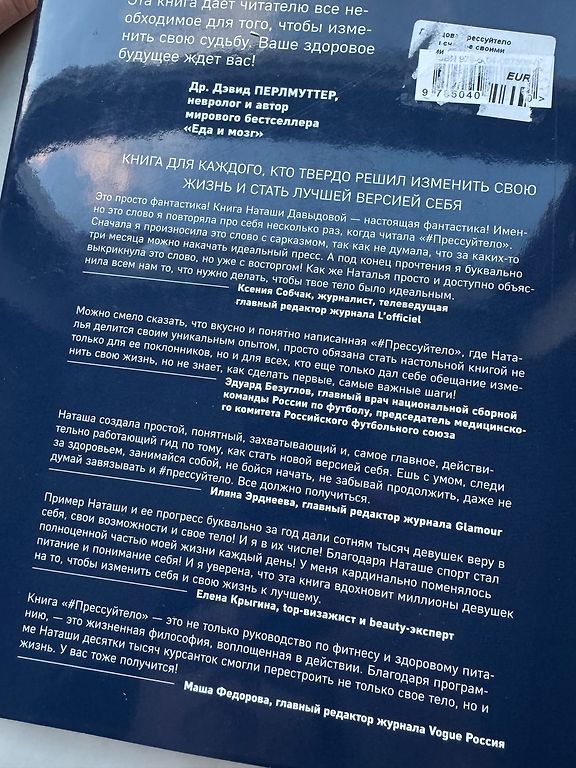 Эта книга дает читателю все не-
обходимое для того, чтобы изме-
нить свою судьбу. Ваше здоровое
будущее ждет вас!
Др. Дэвид ПЕРЛМУТТЕР,
невролог и автор
мирового бестселлера
«Еда и мозг»
рессуйтело
своими
EUR
9 785040
КНИГА ДЛЯ КАЖДОГО, КТО ТВЕРДО РЕШИЛ ИЗМЕНИТЬ СВОЮ
ЖИЗНЬ И СТАТЬ ЛУЧШЕЙ ВЕРСИЕЙ СЕБЯ
Это просто фантастика! Книга Наташи Давыдовой — настоящая фантастика! Имен-
но это слово я повторяла про себя несколько раз, когда читала «#Прессуйтело».
Сначала я произносила это слово с сарказмом, так как не думала, что за каких-то
три месяца можно накачать идеальный пресс. А под конец прочтения я буквально
выкрикнула это слово, но уже с восторгом! Как же Наталья просто и доступно объяс-
нила всем нам то, что нужно делать, чтобы твое тело было идеальным.
Ксения Собчак, журналист, телеведущая
главный редактор журнала L’officiel
Можно смело сказать, что вкусно и понятно написанная «#Прессуйтело», где Ната-
лья делится своим уникальным опытом, просто обязана стать настольной книгой не
только для ее поклонников, но и для всех, кто еще только дал себе обещание изме-
нить свою жизнь, но не знает, как сделать первые, самые важные шаги!
Эдуард Безуглов, главный врач национальной сборной
команды России по футболу, председатель медицинско-
го комитета Российского футбольного союза
Наташа создала простой, понятный, захватывающий и, самое главное, действи-
тельно работающий гид по тому, как стать новой версией себя. Ешь с умом, следи
за здоровьем, занимайся собой, не бойся начать, не забывай продолжить, даже не
думай завязывать и #прессуйтело. Все должно получиться.
Иляна Эрднеева, главный редактор журнала Glamour
Пример Наташи и ее прогресс буквально за год дали сотням тысяч девушек веру в
себя, свои возможности и свое тело! И я в их числе! Благодаря Наташе спорт стал
полноценной частью моей жизни каждый день! У меня кардинально поменялось
питание и понимание себя! И я уверена, что эта книга вдохновит миллионы девушек
на то, чтобы изменить себя и свою жизнь к лучшему.
Елена Крыгина, top-визажист и beauty-эксперт
Книга «#Прессуйтело» — это не только руководство по фитнесу и здоровому пита-
нию, — это жизненная философия, воплощенная в действии. Благодаря програм-
ме Наташи десятки тысяч курсанток смогли перестроить не только свое тело, но и
жизнь. У вас тоже получится!
Маша Федорова, главный редактор журнала Vogue Россия